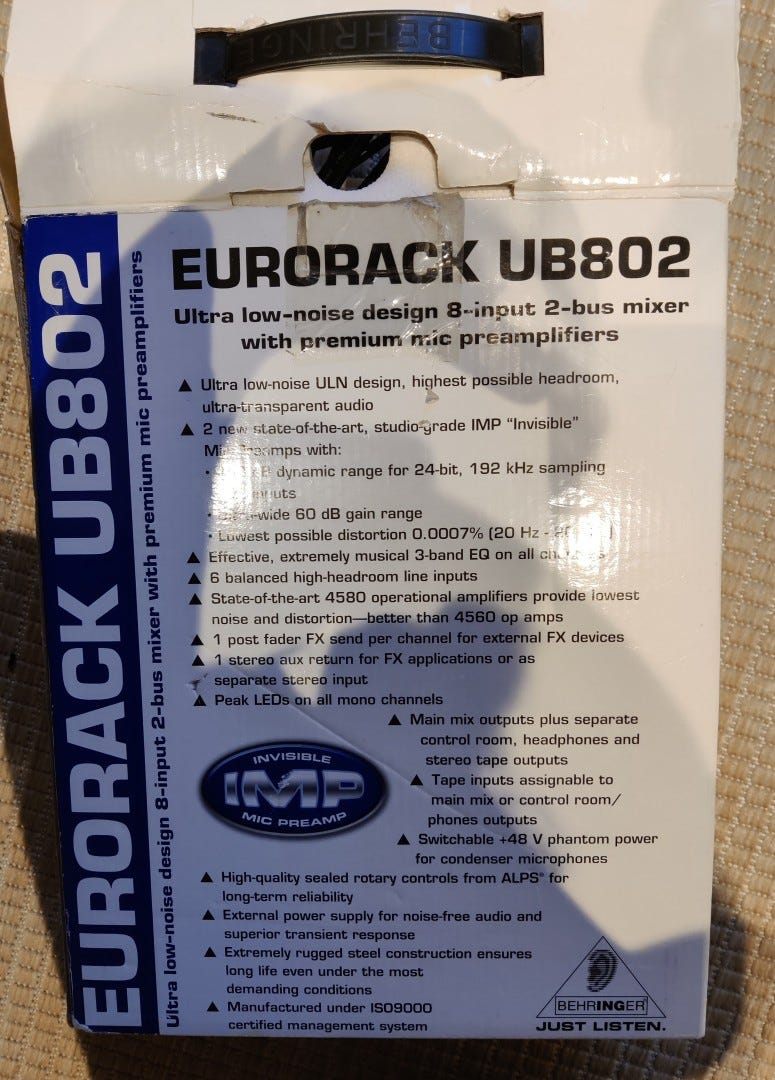 BEHRINGER
EURORACK UB802
Ultra low-noise design 8-input 2-bus mixer with premium mic preamplifiers
EURORACK UB802
Ultra low-noise design 8-input 2-bus mixer
with premium mic preamplifiers
▲ Ultra low-noise ULN design, highest possible headroom,
ultra-transparent audio
▲ 2 new state-of-the-art, studio-grade IMP “Invisible”
with:
dynamic range for 24-bit, 192 kHz sampling
60 dB gain range
• Lowest possible distortion 0.0007% (20 Hz -
▲ Effective, extremely musical 3-band EQ on all
▲ 6 balanced high-headroom line inputs
▲ State-of-the-art 4580 operational amplifiers provide lowest
noise and distortion—better than 4560 op amps
▲ 1 post fader FX send per channel for external FX devices
▲ 1 stereo aux return for FX applications or as
separate stereo input
▲ Peak LEDs on all mono channels
▲ Main mix outputs plus separate
control room, headphones and
stereo tape outputs
▲ Tape inputs assignable to
main mix or control room/
phones outputs
▲ Switchable +48 V phantom power
for condenser microphones
INVISIBLE
IMP
MIC PREAMP
▲ High-quality sealed rotary controls from ALPS® for
long-term reliability
▲ External power supply for noise-free audio and
superior transient response
▲ Extremely rugged steel construction ensures
long life even under the most
demanding conditions
▲ Manufactured under ISO9000
certified management system
BEHRINGER
JUST LISTEN.